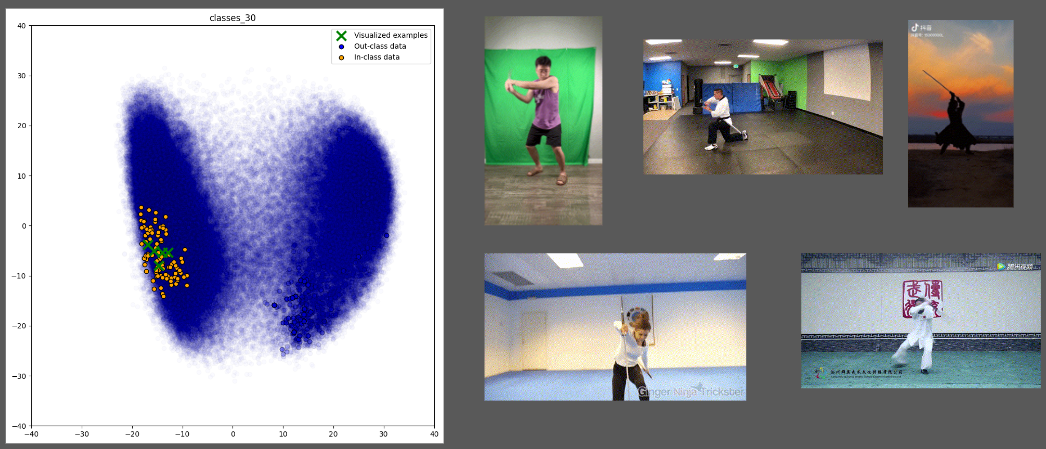 classes_30
Visualized examples
Out-class data
In-class data
40
30
20
10
0
−10
−20
−30
−40
−40
−30
−20
−10
0
10
20
30
40
抖音
腾讯视频
Ginger Ninja Trickster